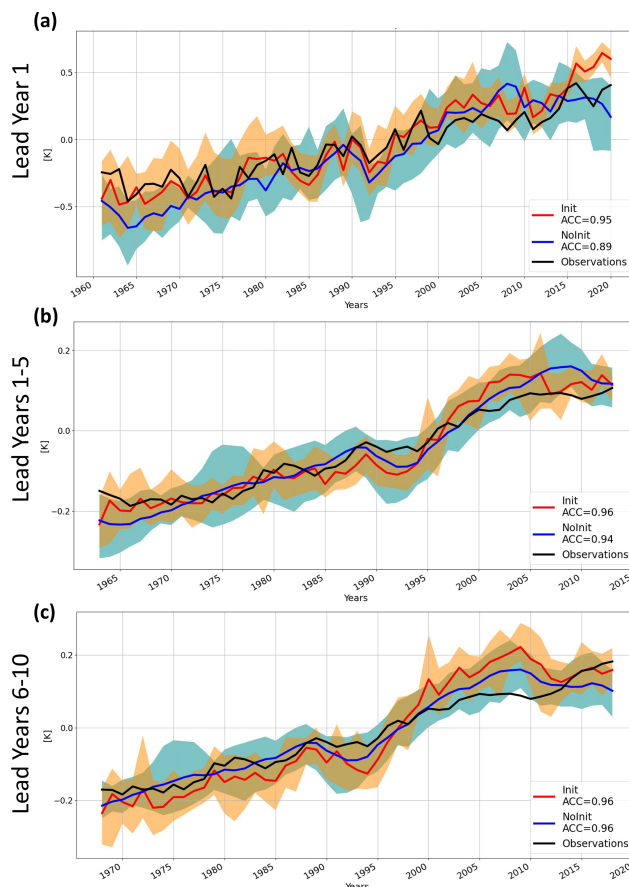 (a)
Lead Year 1
[K]
0.5
0.0
−0.5
Init
ACC=0.95
NoInit
ACC=0.89
Observations
1960
1965
1970
1975
1980
1985
1990
1995
2000
2005
2010
2015
2020
Years
(b)
Lead Years 1-5
[K]
0.2
0.0
−0.2
Init
ACC=0.96
NoInit
ACC=0.94
Observations
1965
1970
1975
1980
1985
1990
1995
2000
2005
2010
2015
Years
(c)
Lead Years 6-10
[K]
0.2
0.0
−0.2
Init
ACC=0.96
NoInit
ACC=0.96
Observations
1970
1975
1980
1985
1990
1995
2000
2005
2010
2015
2020
Years